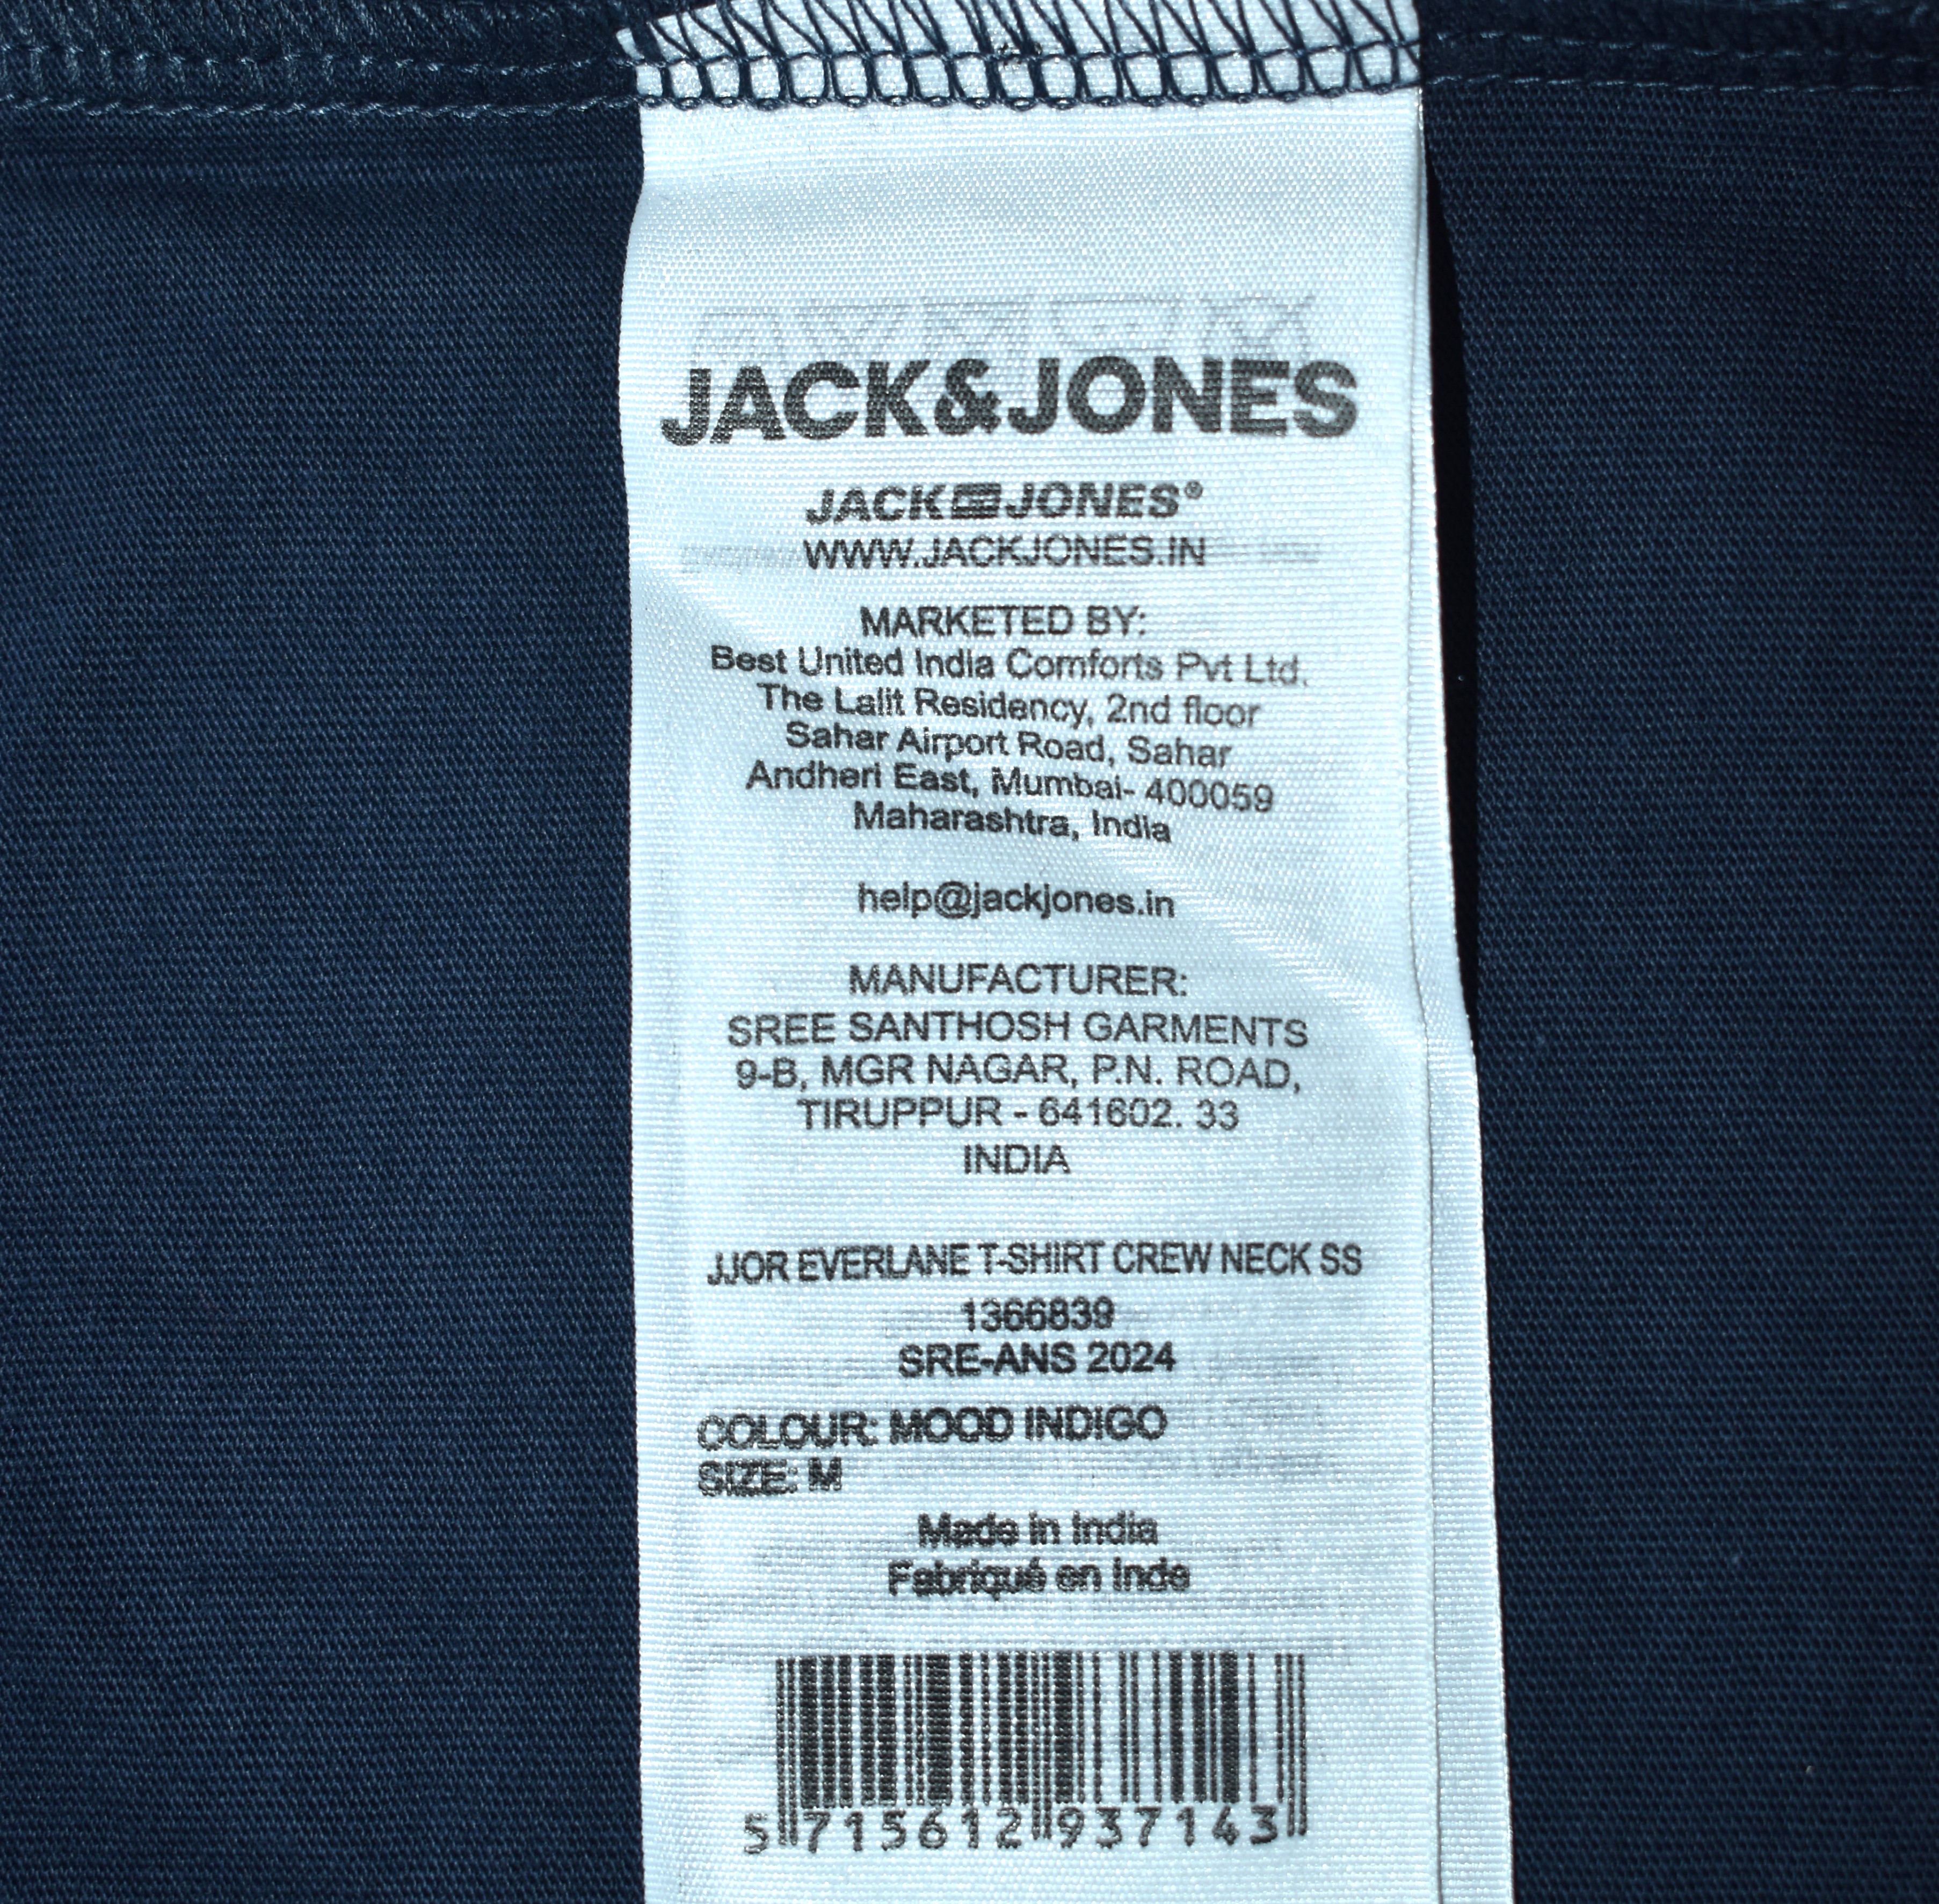 JACK&JONES
JACK JONES®
WWW.JACKJONES.IN
MARKETED BY:
Best United India Comforts Pvt Ltd.
The Lalit Residency, 2nd floor
Sahar Airport Road, Sahar
Andheri East, Mumbai- 400059
Maharashtra, India
help@jackjones.in
MANUFACTURER:
SREE SANTHOSH GARMENTS
9-B, MGR NAGAR, P.N. ROAD,
TIRUPPUR - 641602. 33
INDIA
JJOR EVERLANE T-SHIRT CREW NECK SS
1366839
SRE-ANS 2024
COLOUR: MOOD INDIGO
SIZE: M
Made in India
Fabriqué en Inde
5 715612 937143